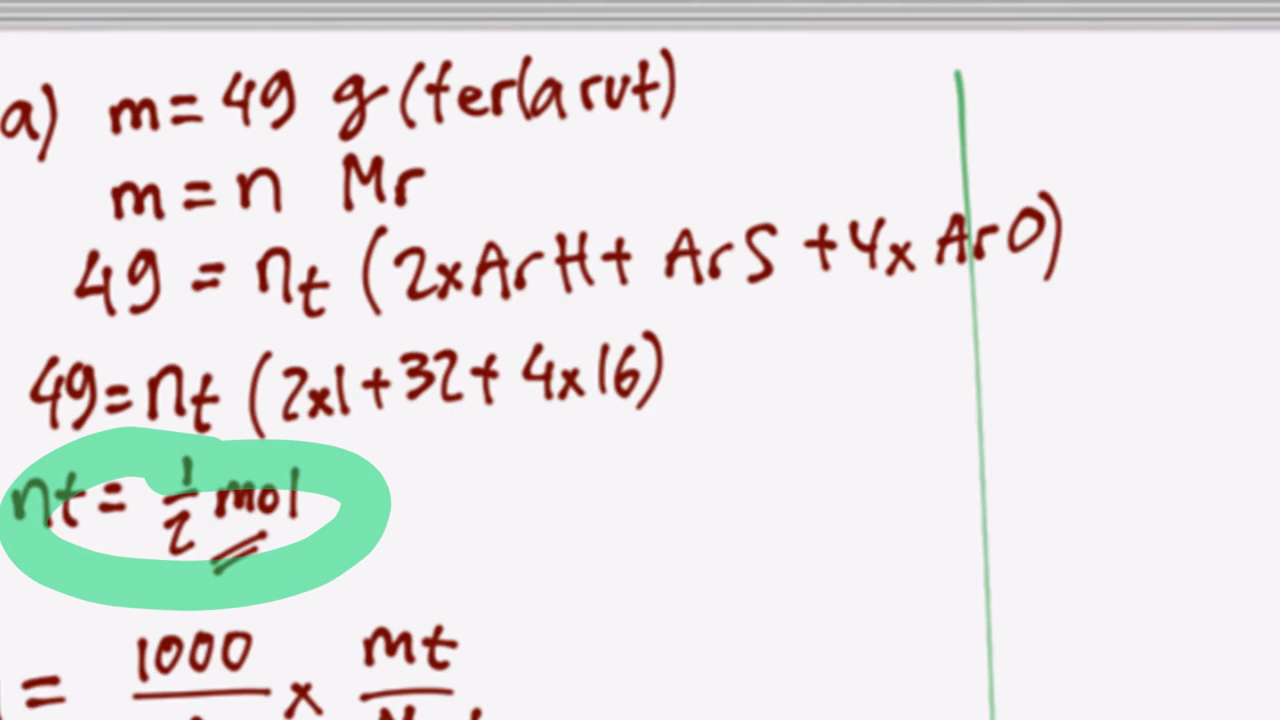 a) m = 49 g (terlarut)
m = n Mr
49 = nt (2xArH + ArS + 4x ArO)
49 = nt (2x1 + 32 + 4x16)
nt = 1/2 mol
= 1000 x mt